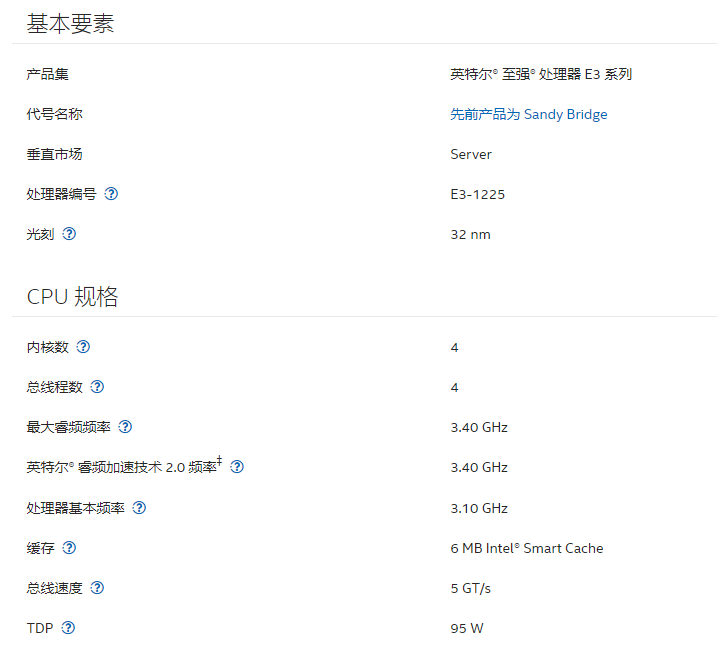 基本要素
产品集 英特尔® 至强® 处理器 E3 系列
代号名称 先前产品为 Sandy Bridge
垂直市场 Server
处理器编号 ? E3-1225
光刻 ? 32 nm
CPU 规格
内核数 ? 4
总线程数 ? 4
最大睿频频率 ? 3.40 GHz
英特尔® 睿频加速技术 2.0 频率‡ ? 3.40 GHz
处理器基本频率 ? 3.10 GHz
缓存 ? 6 MB Intel® Smart Cache
总线速度 ? 5 GT/s
TDP ? 95 W